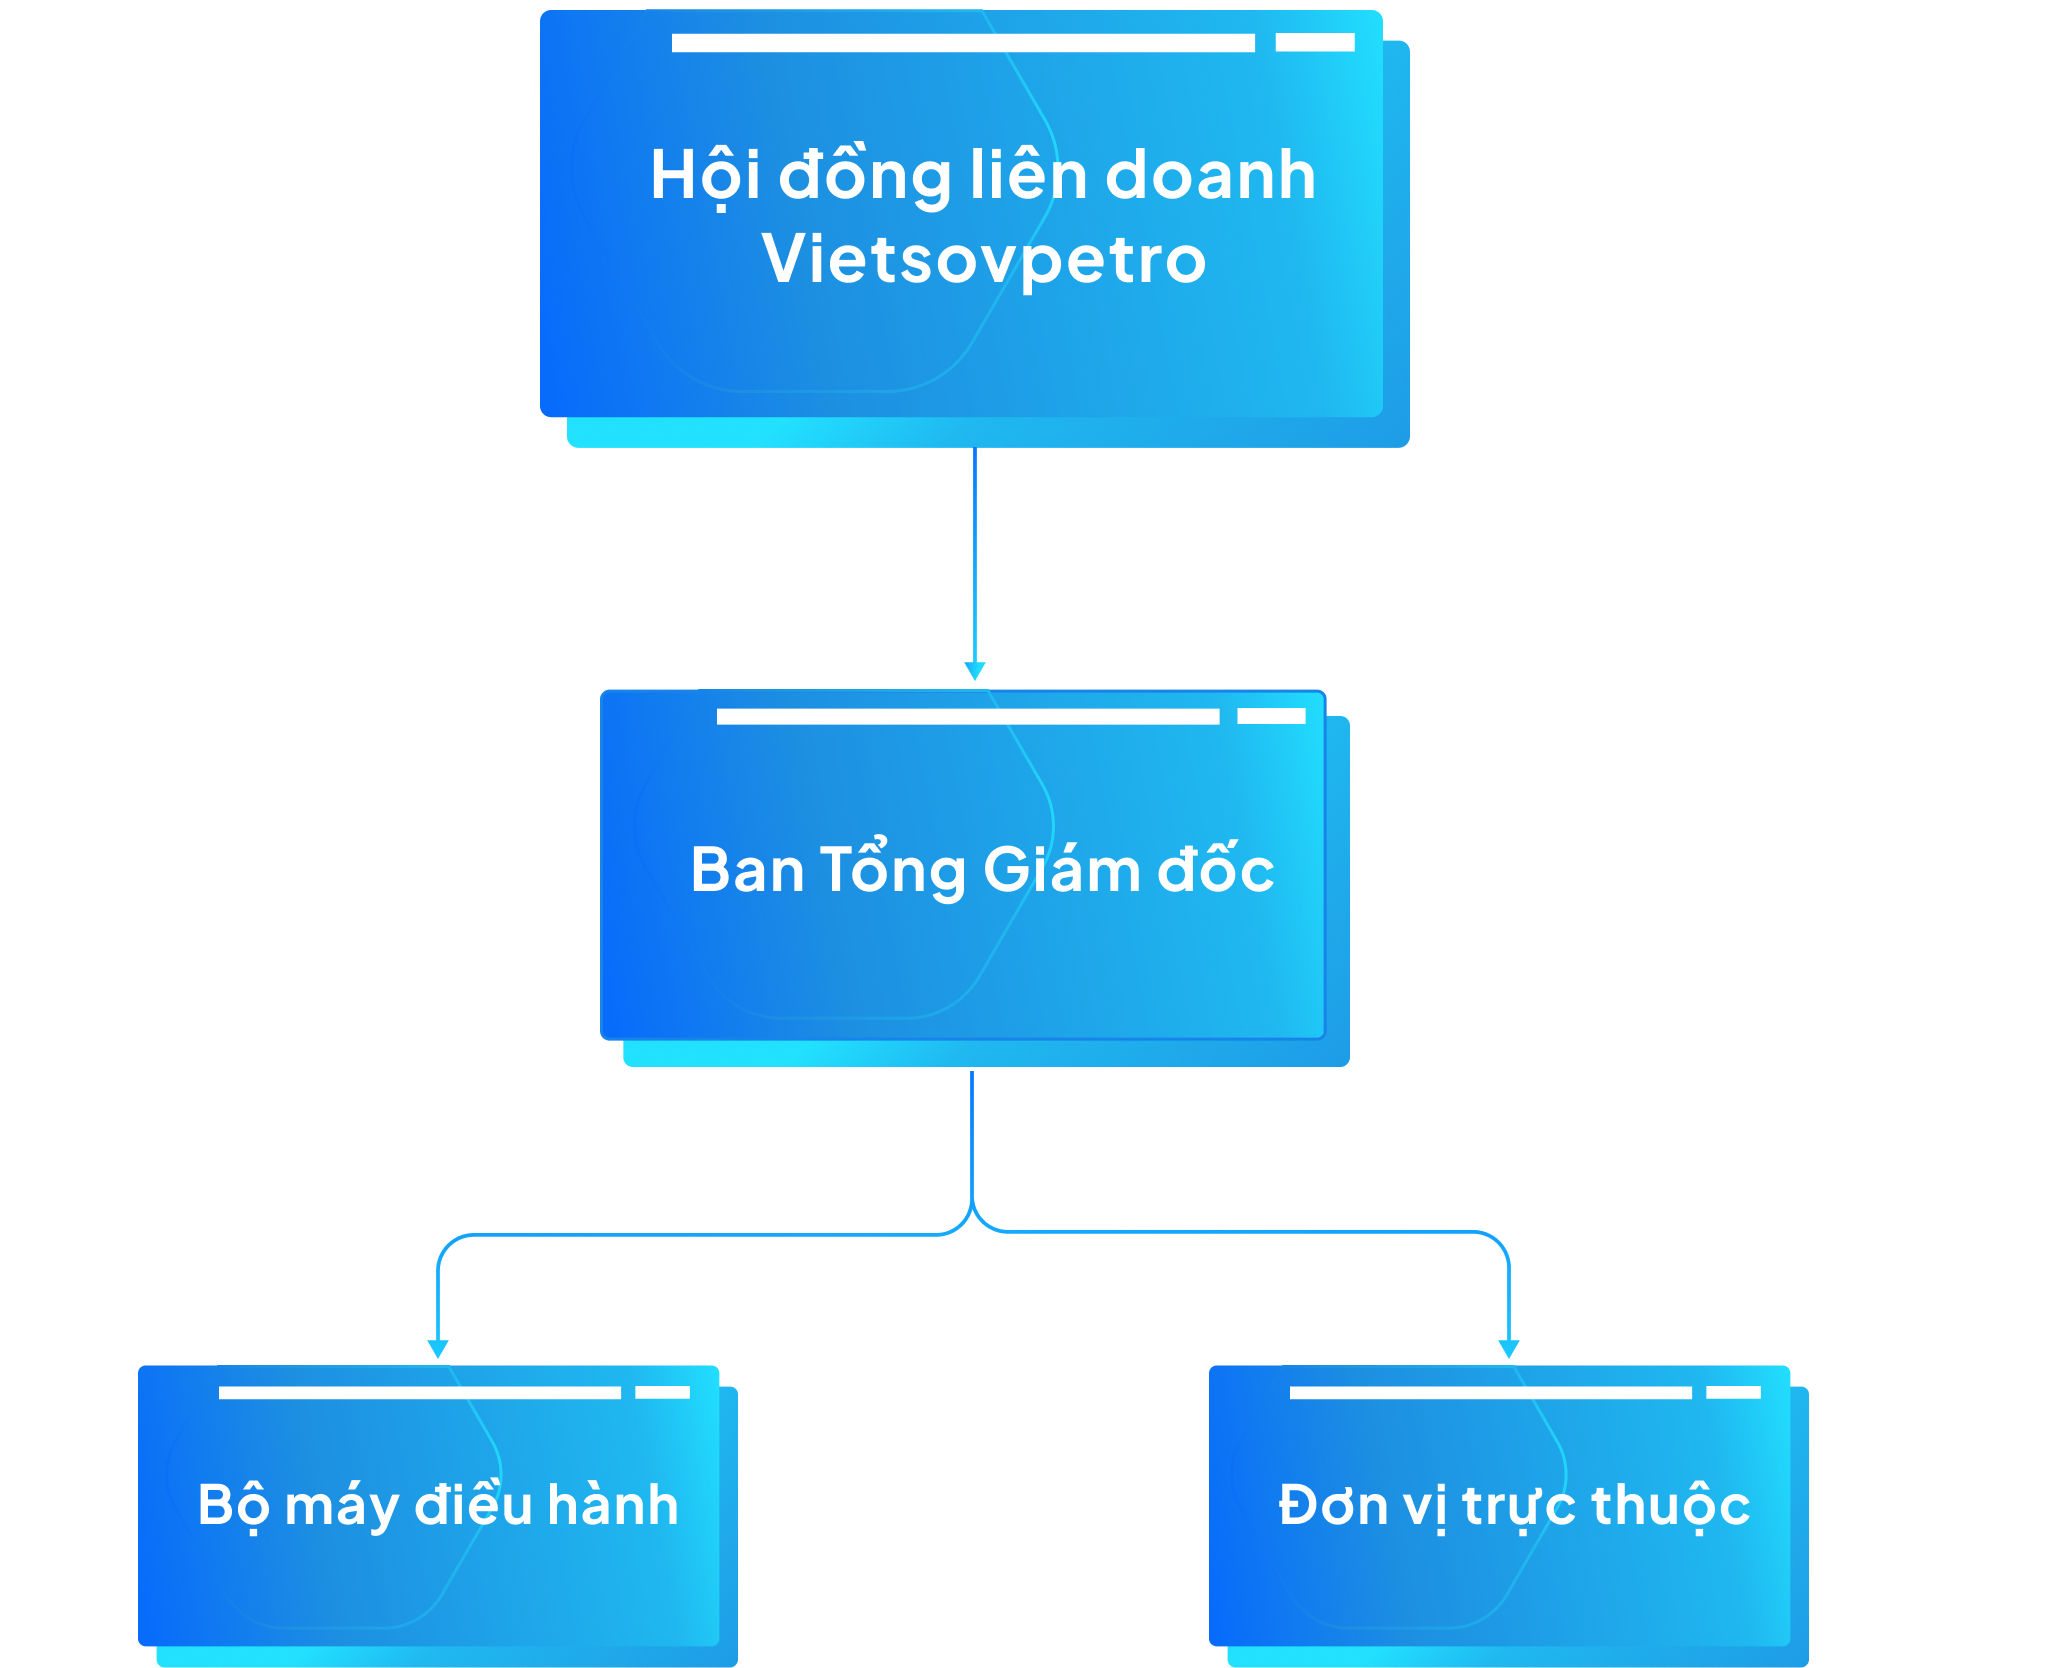 Hội đồng liên doanh
Vietsovpetro
Ban Tổng Giám đốc
Bộ máy điều hành
Đơn vị trực thuộc